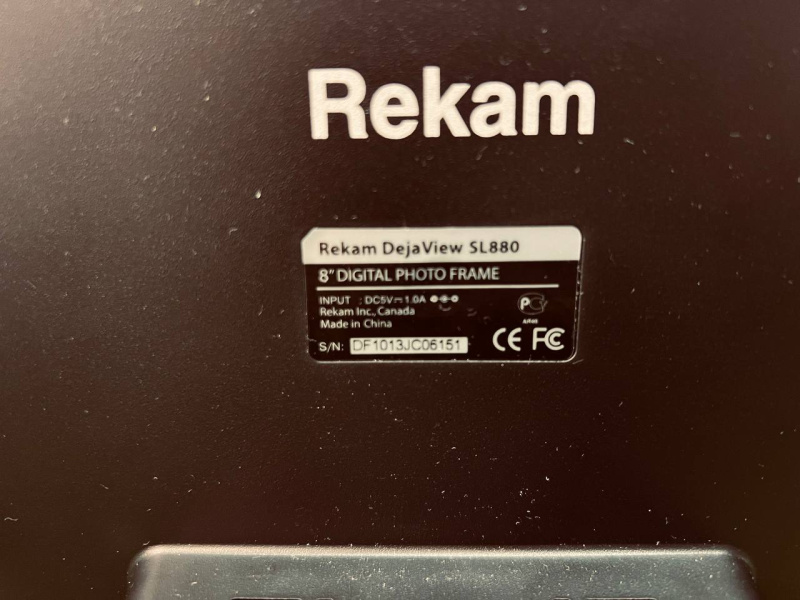 Rekam
Rekam DejaView SL880
8" DIGITAL PHOTO FRAME
INPUT : DC5V⎓1.0A
Rekam Inc., Canada
Made in China
S/N: DF1013JC06151
CE FC